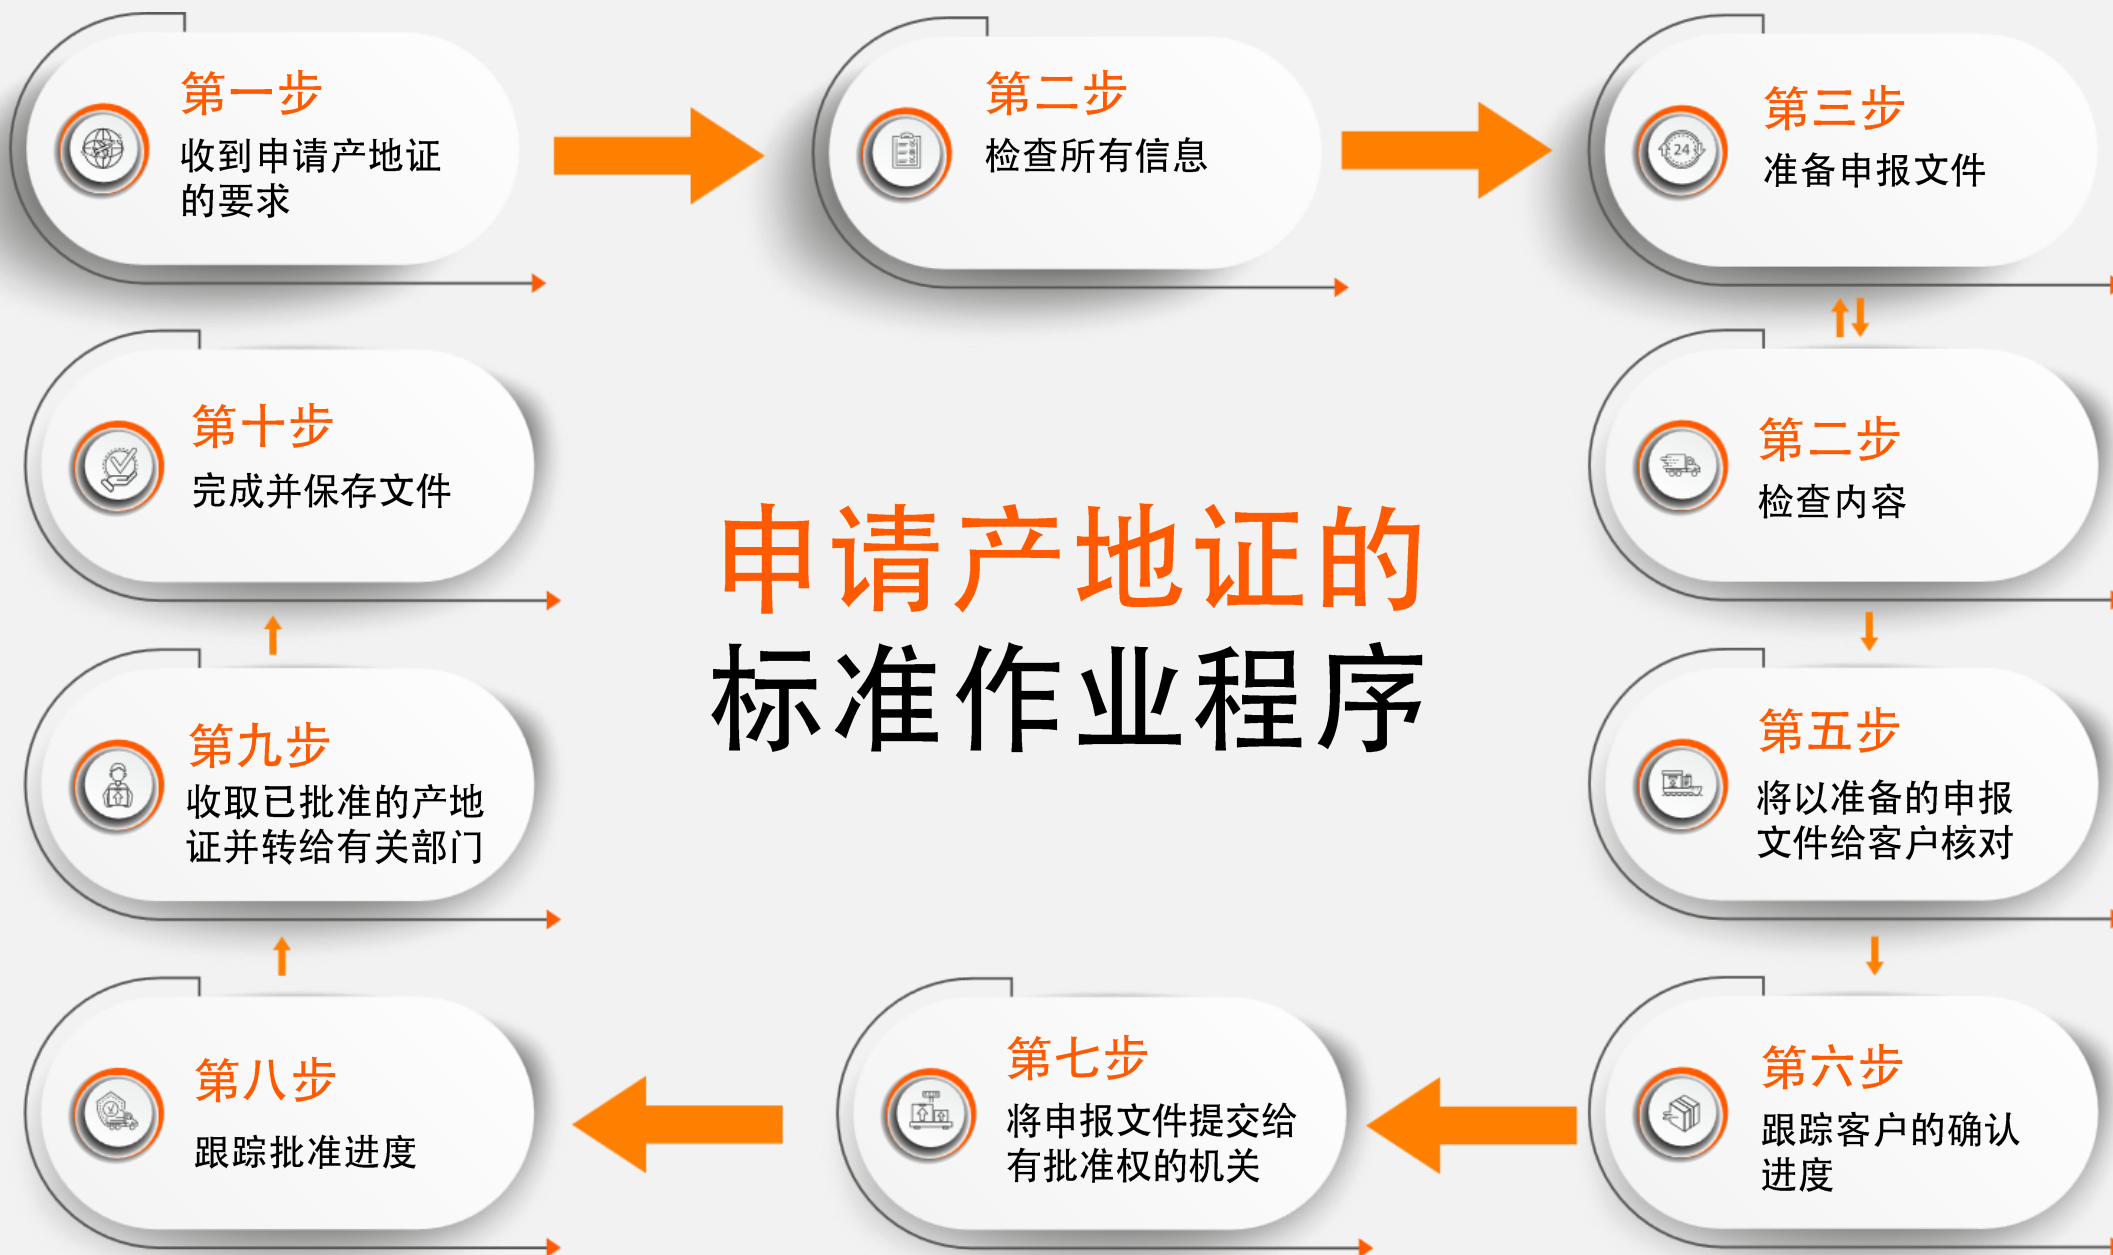 第一步
收到申请产地证
的要求
第二步
检查所有信息
第三步
24
准备申报文件
第二步
检查内容
第五步
将以准备的申报
文件给客户核对
第六步
跟踪客户的确认
进度
第七步
将申报文件提交给
有批准权的机关
第八步
跟踪批准进度
第九步
收取已批准的产地
证并转给有关部门
第十步
完成并保存文件
申请产地证的
标准作业程序